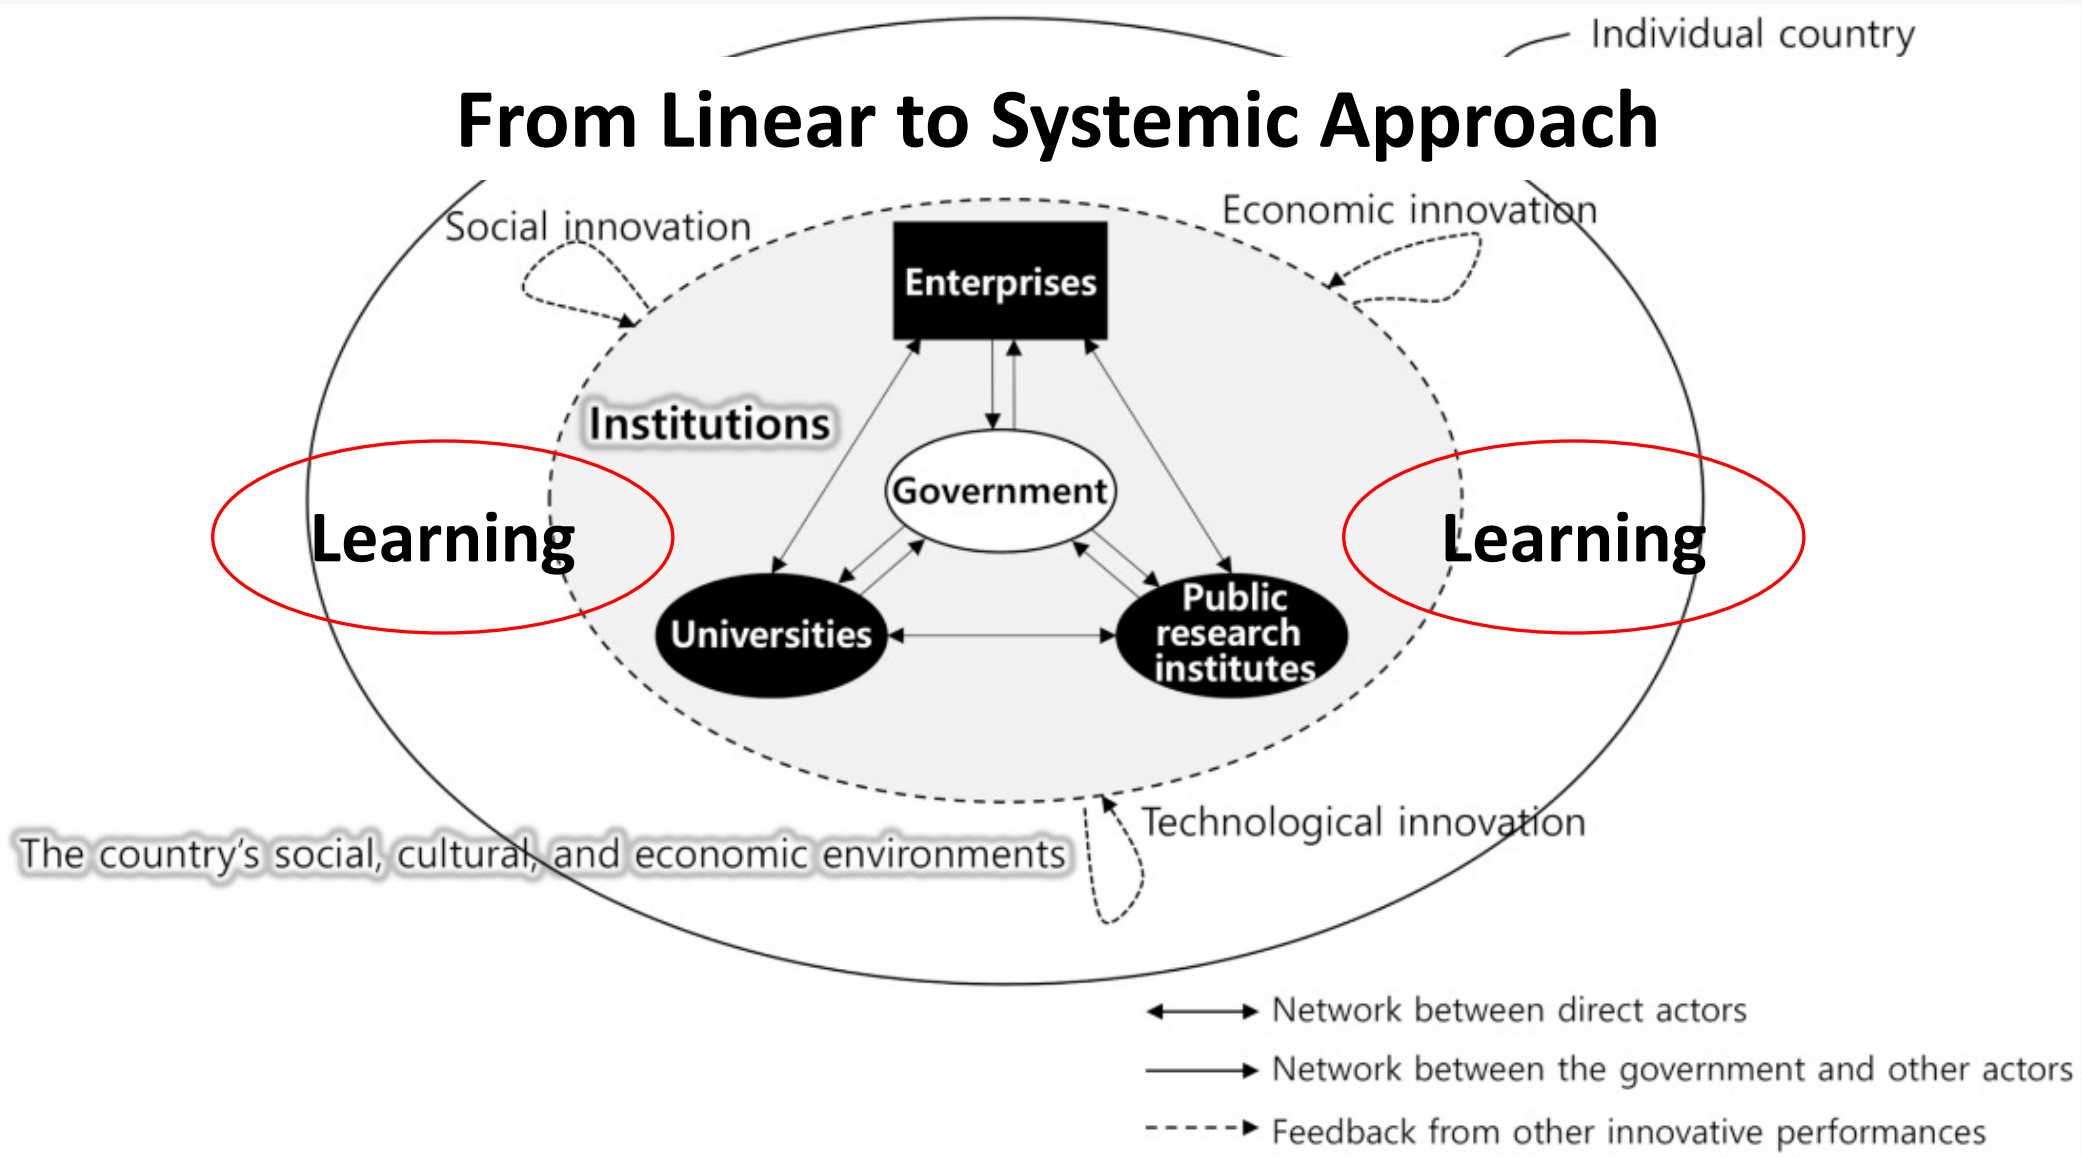 Individual country
From Linear to Systemic Approach
Social innovation
Economic innovation
Enterprises
Institutions
Government
Learning
Learning
Universities
Public
research
institutes
Technological innovation
The country's social, cultural, and economic environments
Network between direct actors
Network between the government and other actors
Feedback from other innovative performances